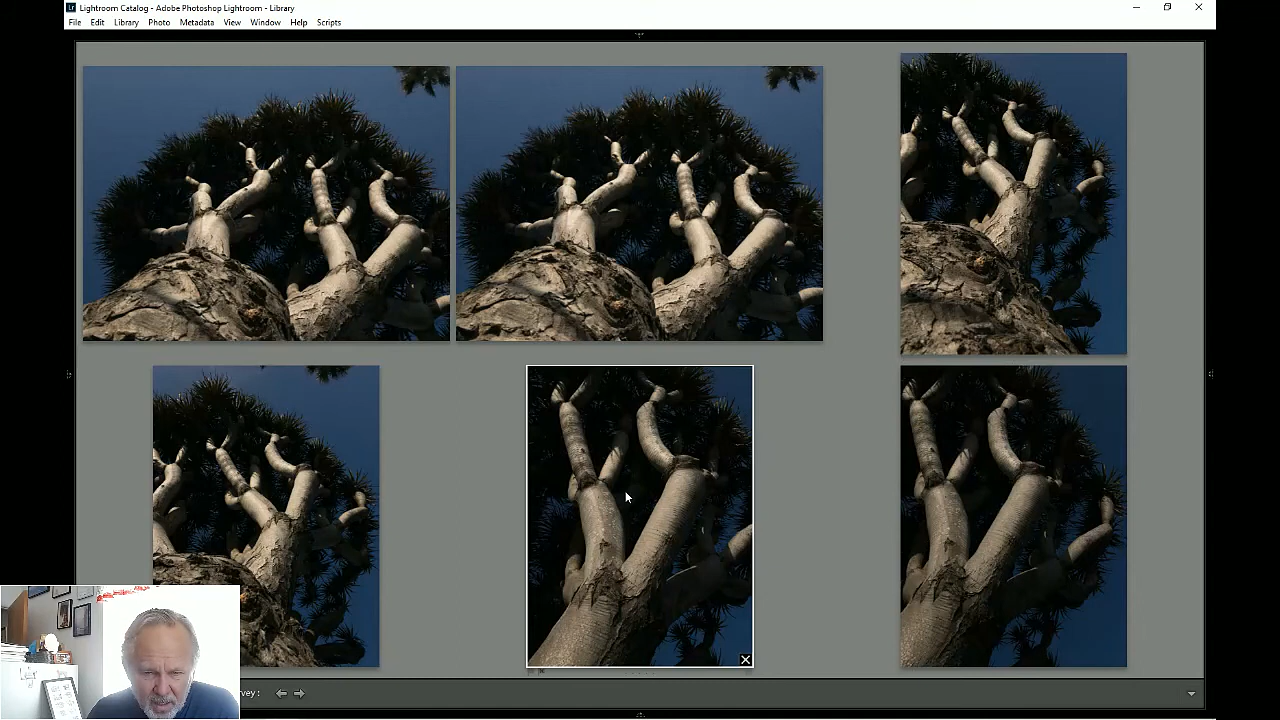 Lightroom Catalog - Adobe Photoshop Lightroom - Library
File Edit Library Photo Metadata View Window Help Scripts
vey :